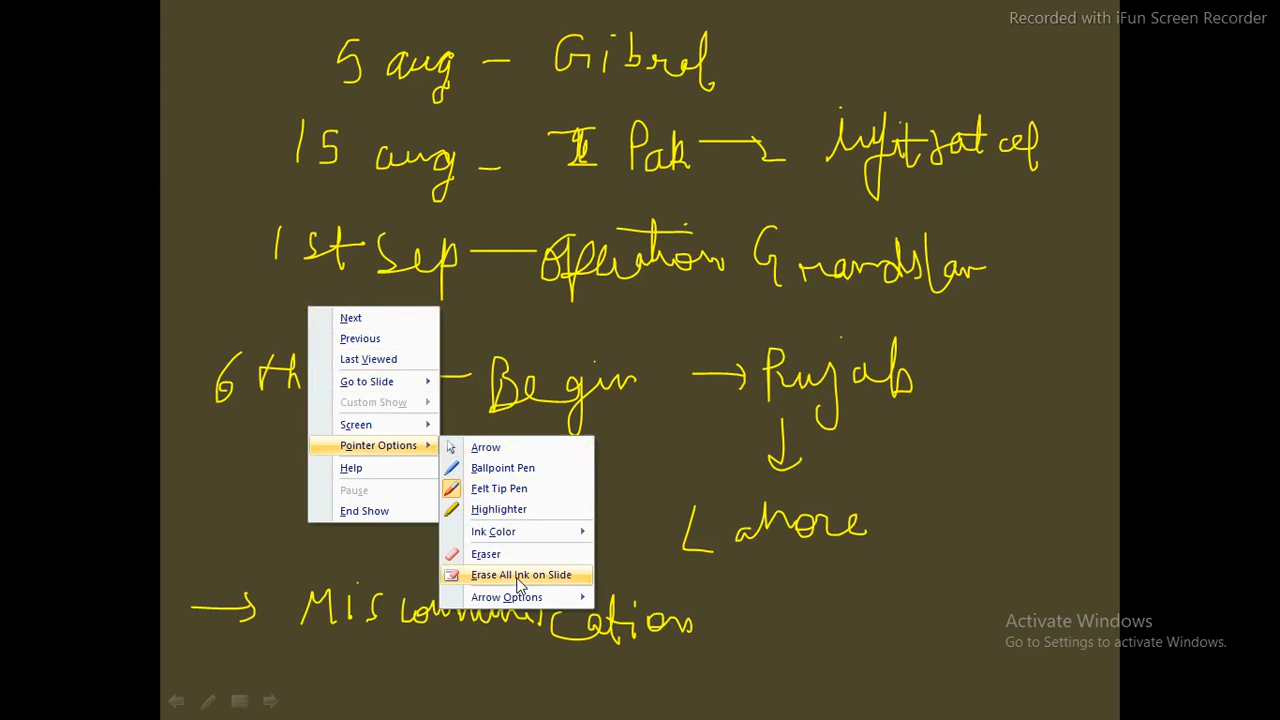 Recorded with iFun Screen Recorder
5 aug - Gibral
15 aug - Pak →
1st Sep - Operation Grandslam
6th - Begin → Punjab
↓
Lahore
→ Miscommunications
Next
Previous
Last Viewed
Go to Slide
Custom Show
Screen
Pointer Options
Help
Pause
End Show
Arrow
Ballpoint Pen
Felt Tip Pen
Highlighter
Ink Color
Eraser
Erase All Ink on Slide
Arrow Options
Activate Windows
Go to Settings to activate Windows.